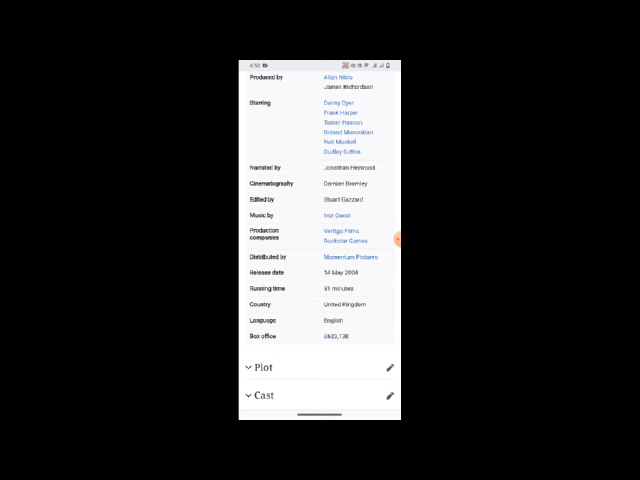 6:53
Produced by Allan Niblo
James Richardson
Starring Danny Dyer
Frank Harper
Tamer Hassan
Roland Manookian
Neil Maskell
Dudley Sutton
Narrated by Jonathan Heywood
Cinematography Damian Bromley
Edited by Stuart Gazzard
Music by Ivor Guest
Production companies Vertigo Films
Rockstar Games
Distributed by Momentum Pictures
Release date 14 May 2004
Running time 91 minutes
Country United Kingdom
Language English
Box office
Plot
Cast